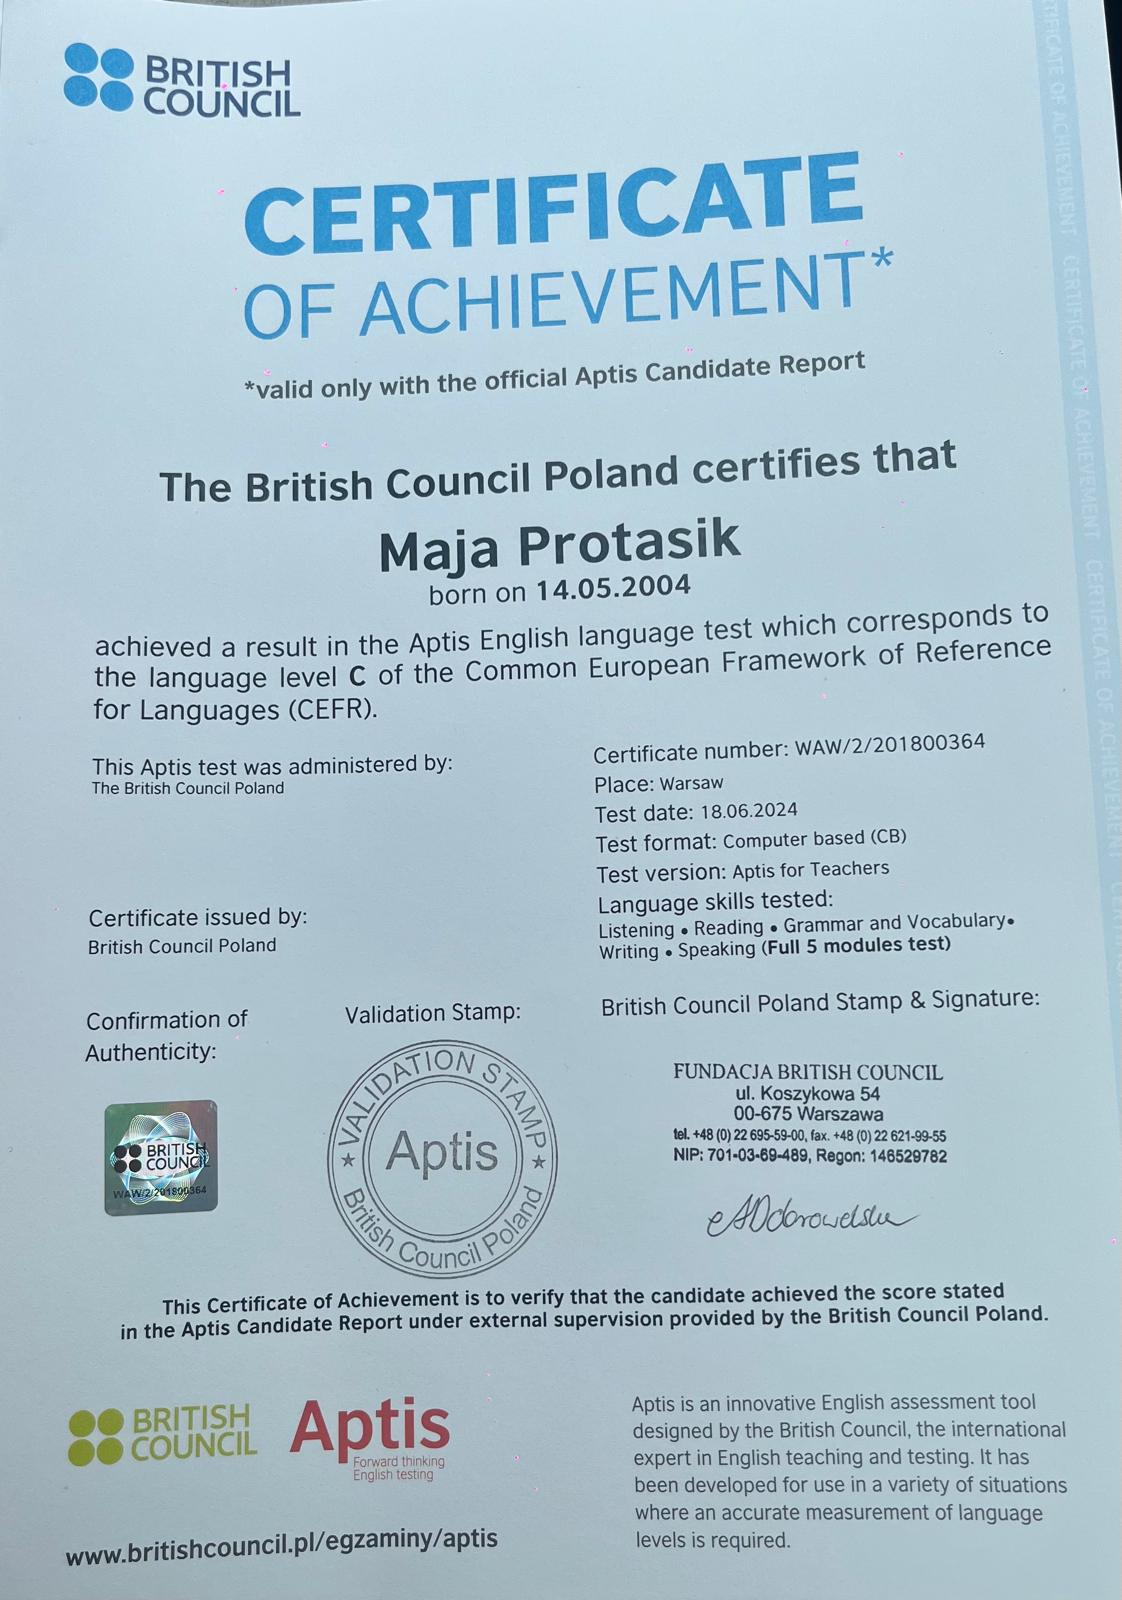 BRITISH
COUNCIL
CERTIFICATE
OF ACHIEVEMENT*
*valid only with the official Aptis Candidate Report
The British Council Poland certifies that
Maja Protasik
born on 14.05.2004
achieved a result in the Aptis English language test which corresponds to
the language level C of the Common European Framework of Reference
for Languages (CEFR).
This Aptis test was administered by:
The British Council Poland
Certificate number: WAW/2/201800364
Place: Warsaw
Test date: 18.06.2024
Test format: Computer based (CB)
Test version: Aptis for Teachers
Language skills tested:
Listening • Reading • Grammar and Vocabulary•
Writing • Speaking (Full 5 modules test)
Certificate issued by:
British Council Poland
Confirmation of
Authenticity:
BRITISH
COUNCIL
WAW/2/201800364
Validation Stamp:
VALIDATION STAMP
Aptis
British Council Poland
British Council Poland Stamp & Signature:
FUNDACJA BRITISH COUNCIL
ul. Koszykowa 54
00-675 Warszawa
tel. +48 (0) 22 695-59-00, fax. +48 (0) 22 621-99-55
NIP: 701-03-69-489, Regon: 146529782
This Certificate of Achievement is to verify that the candidate achieved the score stated
in the Aptis Candidate Report under external supervision provided by the British Council Poland.
BRITISH
COUNCIL
Aptis
Forward thinking
English testing
www.britishcouncil.pl/egzaminy/aptis
Aptis is an innovative English assessment tool
designed by the British Council, the international
expert in English teaching and testing. It has
been developed for use in a variety of situations
where an accurate measurement of language
levels is required.
CERTIFICATE OF ACHIEVEMENT CERTIFICATE OF ACHIEVEMENT CERTIFICATE OF ACHIEVEMENT